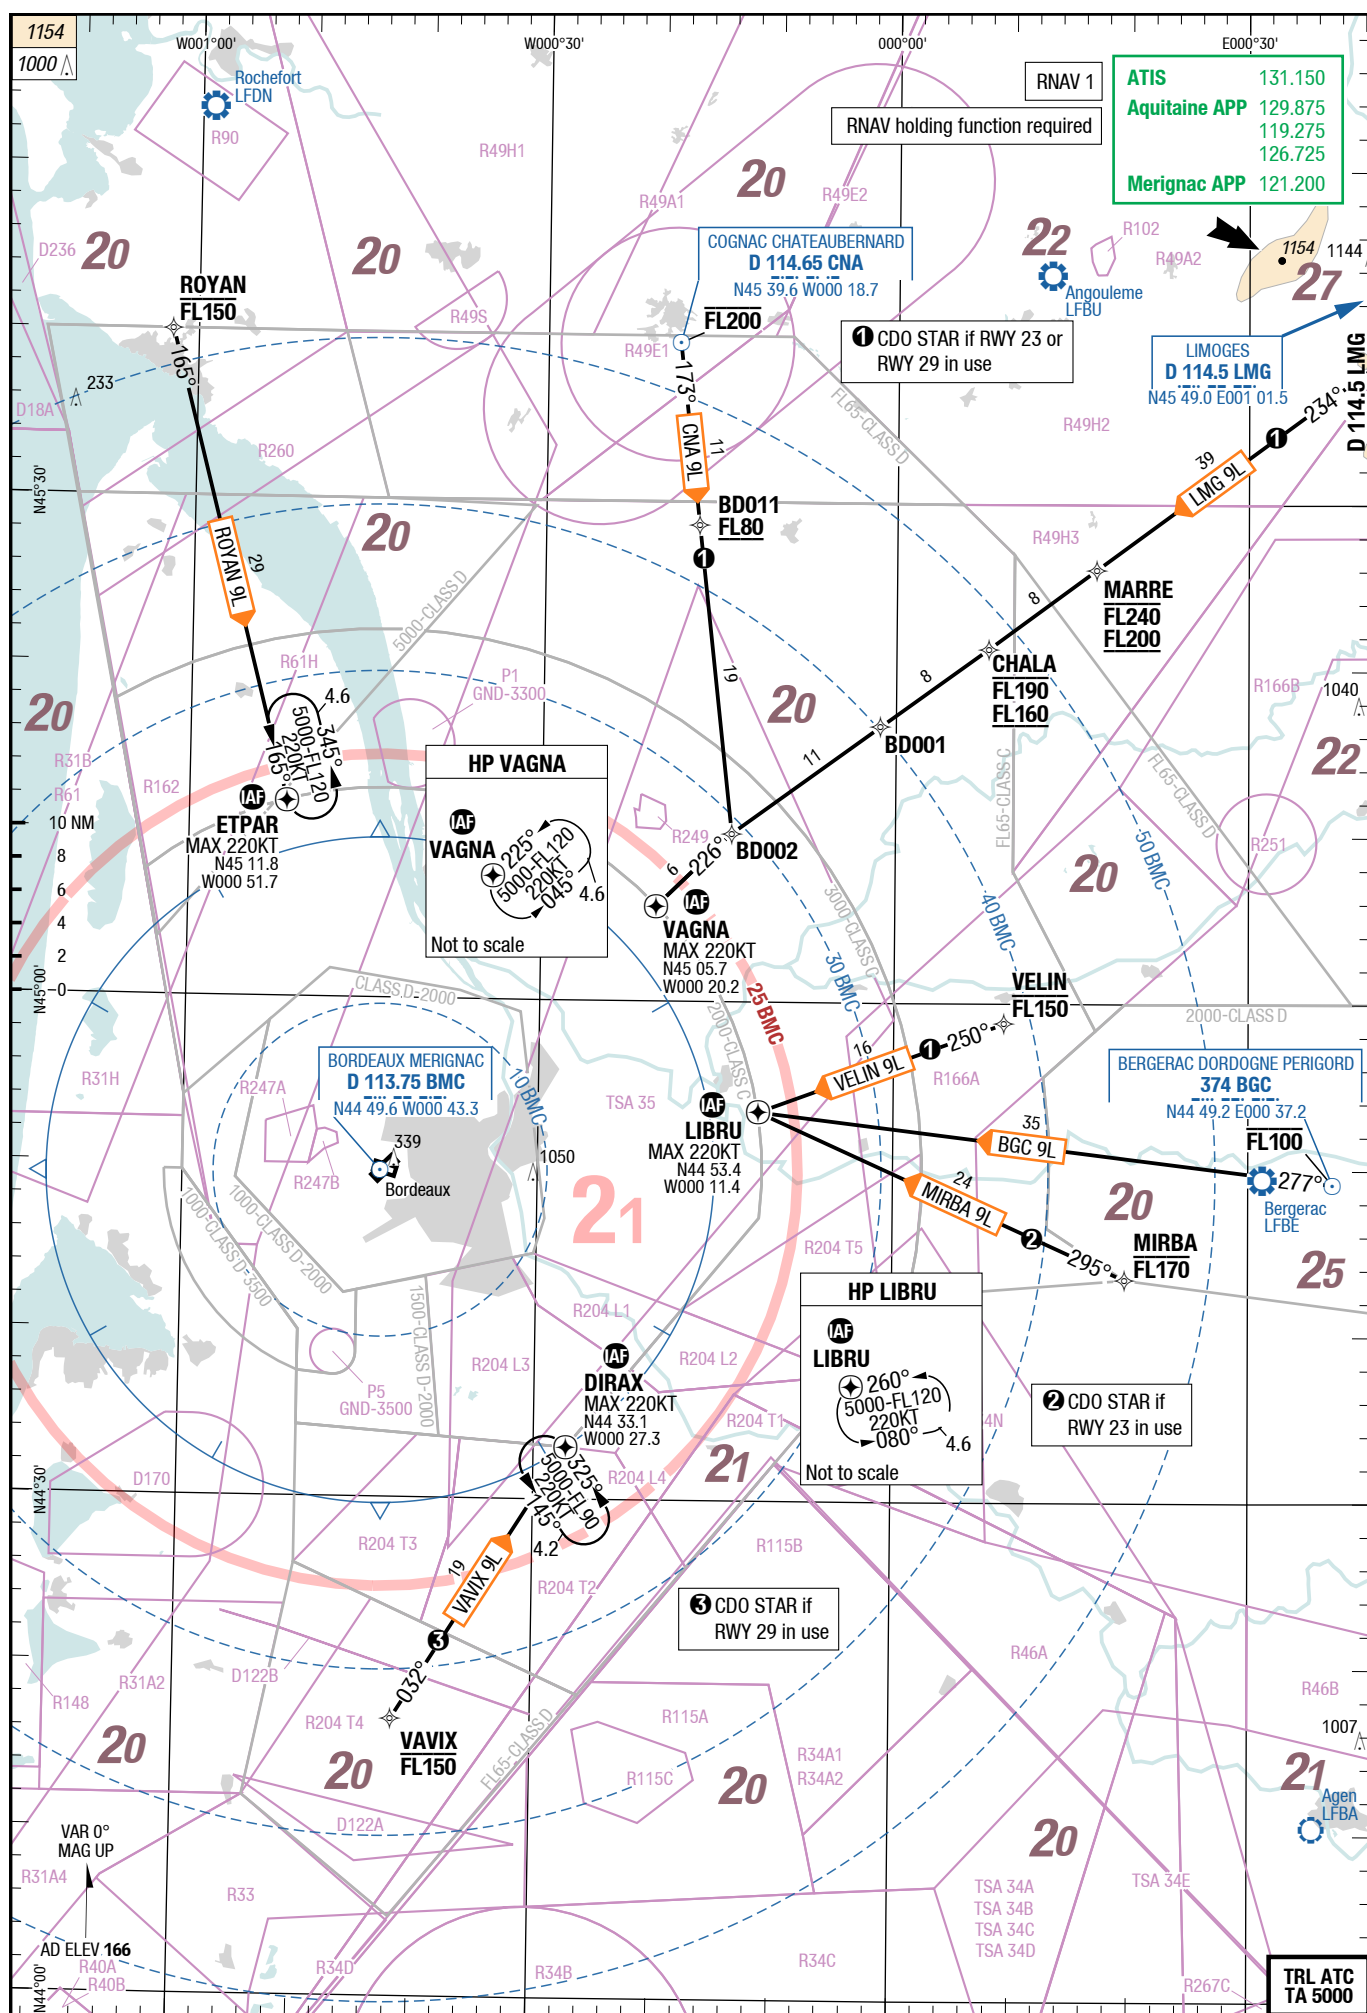 1154
1000
W001°00'
W000°30'
000°00'
E000°30'
Rochefort
LFDN
R90
R49H1
RNAV 1
RNAV holding function required
ATIS 131.150
Aquitaine APP 129.875
119.275
126.725
Merignac APP 121.200
20
R49A1
R49E2
D236
20
20
22
R102
R49A2
1154
1144
27
COGNAC CHATEAUBERNARD
D 114.65 CNA
N45 39.6 W000 18.7
Angouleme
LFBU
ROYAN
FL150
FL200
R49S
R49E1
1 CDO STAR if RWY 23 or
RWY 29 in use
LIMOGES
D 114.5 LMG
N45 49.0 E001 01.5
D 114.5 LMG
165°
233
D18A
173°
FL65-CLASS D
234°
R49H2
1
R260
CNA 9L
11
39
LMG 9L
N45°30'
BD011
FL80
20
R49H3
ROYAN 9L
29
1
MARRE
FL240
FL200
8
5000-CLASS D
R61H
P1
GND-3300
19
CHALA
FL190
FL160
8
R166B
1040
20
4.6
345°
5000-FL120
220KT
165°
20
BD001
22
R31B
R61
R162
HP VAGNA
11
FL65-CLASS C
FL65-CLASS D
IAF
ETPAR
MAX 220KT
N45 11.8
W000 51.7
10 NM
8
6
4
2
0
IAF
VAGNA
225°
5000-FL120
220KT
045°
4.6
Not to scale
R249
BD002
226°
6
50 BMC
R251
20
IAF
VAGNA
MAX 220KT
N45 05.7
W000 20.2
3000-CLASS C
40 BMC
30 BMC
N45°00'
CLASS D-2000
25 BMC
2000-CLASS C
VELIN
FL150
2000-CLASS D
250°
1
16
VELIN 9L
R166A
R31H
R247A
BORDEAUX MERIGNAC
D 113.75 BMC
N44 49.6 W000 43.3
10 BMC
TSA 35
IAF
LIBRU
MAX 220KT
N44 53.4
W000 11.4
BERGERAC DORDOGNE PERIGORD
374 BGC
N44 49.2 E000 37.2
FL100
35
BGC 9L
277°
Bergerac
LFBE
339
Bordeaux
1050
R247B
24
MIRBA 9L
20
21
1000-CLASS D-3500
1000-CLASS D-2000
2
295°
MIRBA
FL170
25
R204 T5
1500-CLASS D-2000
R204 L1
HP LIBRU
IAF
LIBRU
260°
5000-FL120
220KT
080°
4.6
Not to scale
R204 L3
IAF
R204 L2
DIRAX
MAX 220KT
N44 33.1
W000 27.3
P5
GND-3500
R204 T1
4N
2 CDO STAR if
RWY 23 in use
21
N44°30'
D170
325°
5000-FL90
220KT
145°
4.2
R204 L4
R204 T3
R115B
19
VAVIX 9L
R204 T2
3 CDO STAR if
RWY 29 in use
3
032°
D122B
R31A2
R148
R204 T4
R46A
R46B
VAVIX
FL150
FL65-CLASS D
R115A
20
20
R34A1
R34A2
R115C
20
1007
21
Agen
LFBA
VAR 0°
MAG UP
D122A
20
R31A4
R33
TSA 34A
TSA 34B
TSA 34C
TSA 34D
TSA 34E
AD ELEV 166
R40A
R40B
R34D
R34B
R34C
R267C
N44°00'
TRL ATC
TA 5000